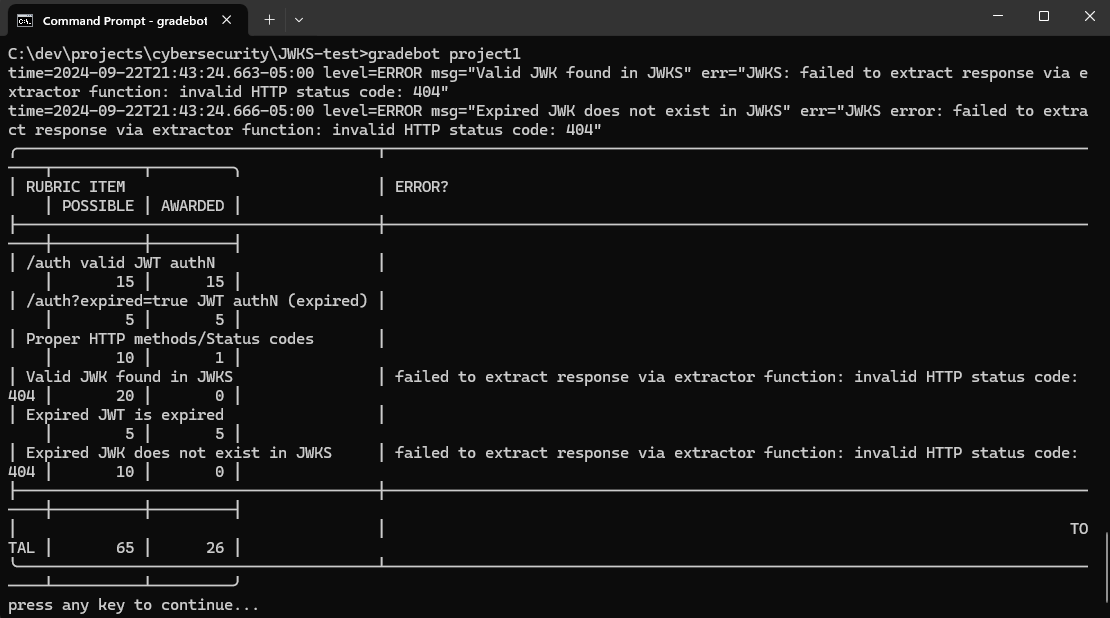 Command Prompt - gradebot
C:\dev\projects\cybersecurity\JWKS-test>gradebot project1
time=2024-09-22T21:43:24.663-05:00 level=ERROR msg="Valid JWK found in JWKS" err="JWKS: failed to extract response via e
xtractor function: invalid HTTP status code: 404"
time=2024-09-22T21:43:24.666-05:00 level=ERROR msg="Expired JWK does not exist in JWKS" err="JWKS error: failed to extra
ct response via extractor function: invalid HTTP status code: 404"
RUBRIC ITEM ERROR?
POSSIBLE AWARDED
/auth valid JWT authN
15 15
/auth?expired=true JWT authN (expired)
5 5
Proper HTTP methods/Status codes
10 1
Valid JWK found in JWKS failed to extract response via extractor function: invalid HTTP status code:
404 20 0
Expired JWT is expired
5 5
Expired JWK does not exist in JWKS failed to extract response via extractor function: invalid HTTP status code:
404 10 0
TO
TAL 65 26
press any key to continue...